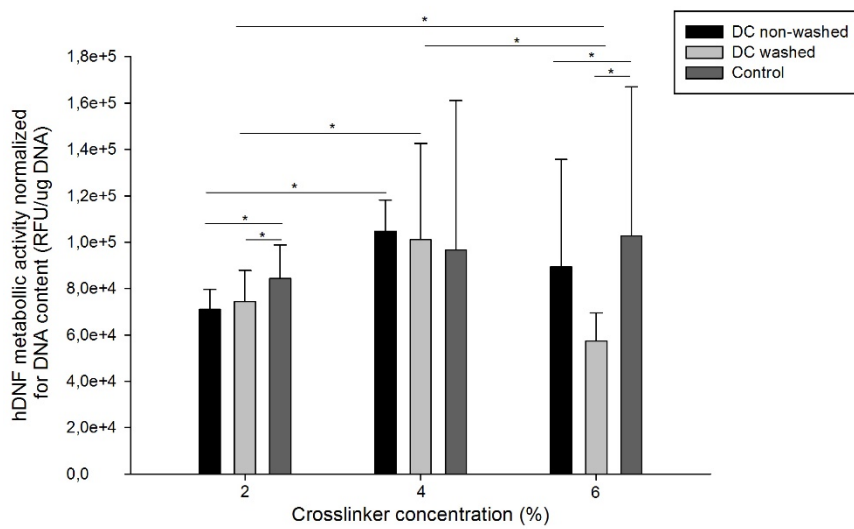 DC non-washed
DC washed
Control
*
*
*
*
*
*
*
*
1,8e+5
1,6e+5
1,4e+5
1,2e+5
1,0e+5
8,0e+4
6,0e+4
4,0e+4
2,0e+4
0,0
hDNF metabollic activity normalized
for DNA content (RFU/ug DNA)
2 4 6
Crosslinker concentration (%)